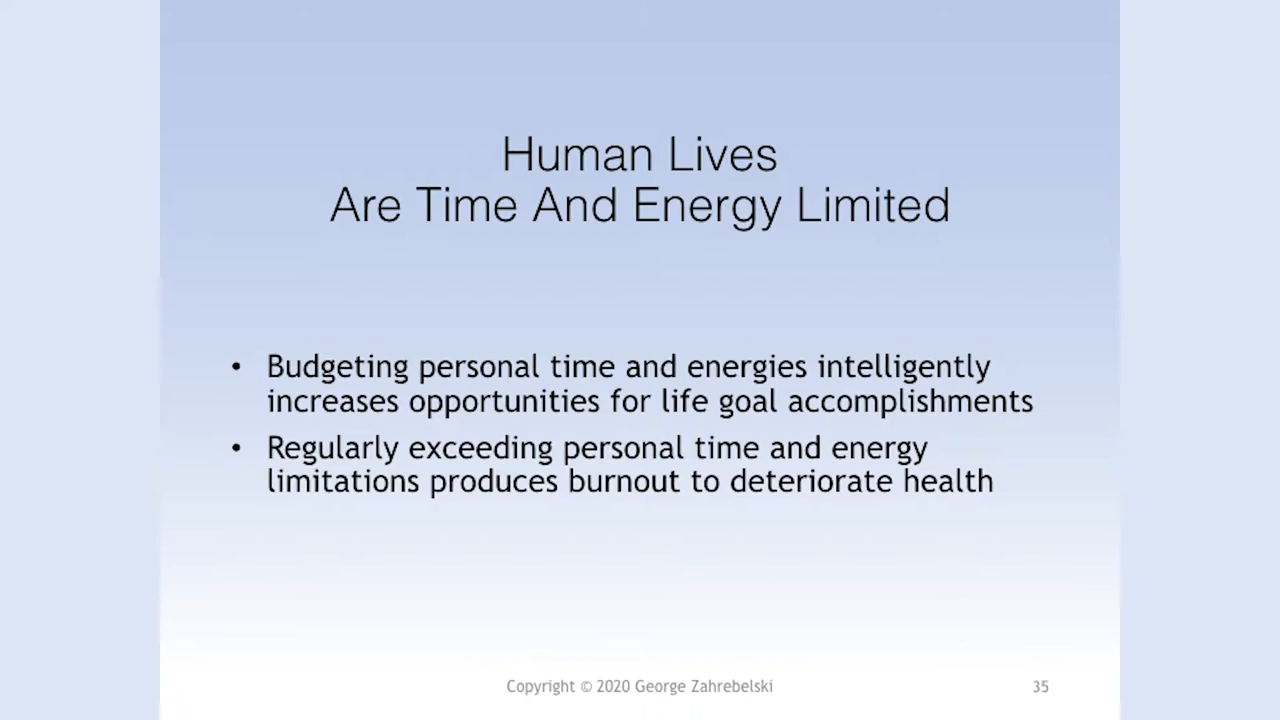 Human Lives
Are Time And Energy Limited
• Budgeting personal time and energies intelligently
increases opportunities for life goal accomplishments
• Regularly exceeding personal time and energy
limitations produces burnout to deteriorate health
Copyright © 2020 George Zahrebelski
35